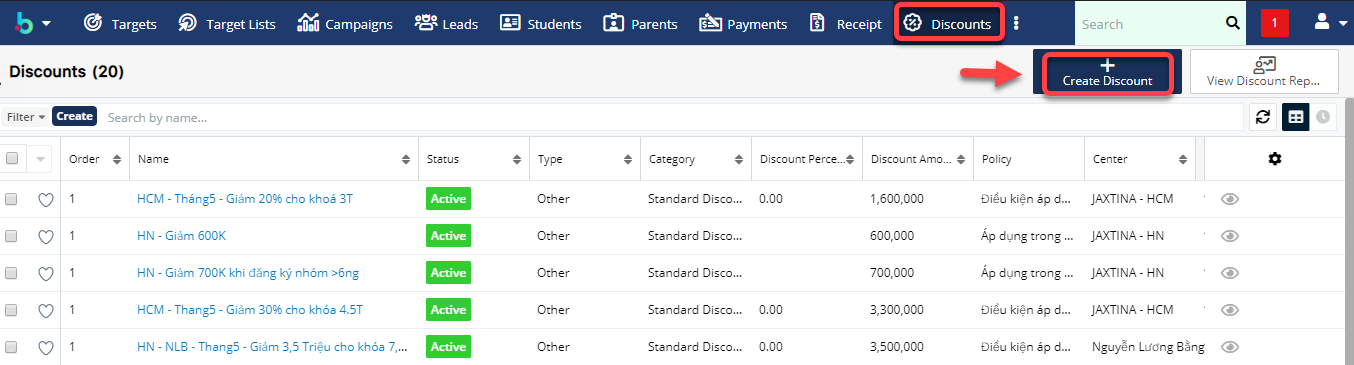 Targets Target Lists Campaigns Leads Students Parents Payments Receipt Discounts Search 1
Discounts (20) Create Discount View Discount Rep...
Filter Create Search by name...
Order Name Status Type Category Discount Perce... Discount Amo... Policy Center
1 HCM - Tháng5 - Giảm 20% cho khoá 3T Active Other Standard Disco... 0.00 1,600,000 Điều kiện áp d... JAXTINA - HCM
1 HN - Giảm 600K Active Other Standard Disco... 600,000 Áp dụng trong ... JAXTINA - HN
1 HN - Giảm 700K khi đăng ký nhóm >6ng Active Other Standard Disco... 700,000 Áp dụng trong ... JAXTINA - HN
1 HCM - Thang5 - Giảm 30% cho khóa 4.5T Active Other Standard Disco... 0.00 3,300,000 Điều kiện áp d... JAXTINA - HCM
1 HN - NLB - Thang5 - Giảm 3,5 Triệu cho khóa 7,... Active Other Standard Disco... 0.00 3,500,000 Điều kiện áp d... Nguyễn Lương Bằng